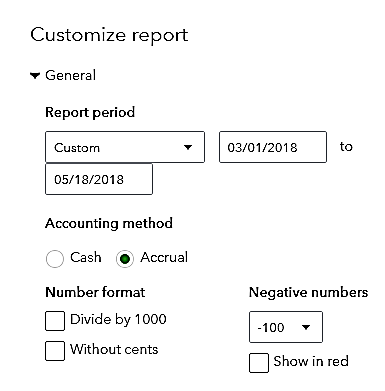 Customize report
General
Report period
Custom 03/01/2018 to
05/18/2018
Accounting method
Cash Accrual
Number format Negative numbers
Divide by 1000 -100
Without cents Show in red